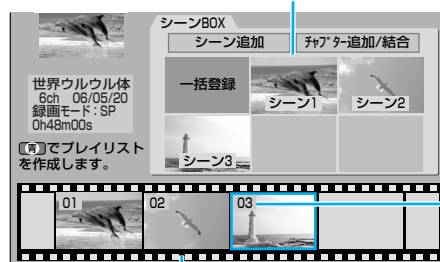 シーンBOX
シーン追加
ﾁｬﾌﾟﾀｰ追加/結合
世界ウルウル体
6ch 06/05/20
録画モード：SP
0h48m00s
青でプレイリスト
を作成します。
一括登録
シーン1
シーン2
シーン3
01
02
03